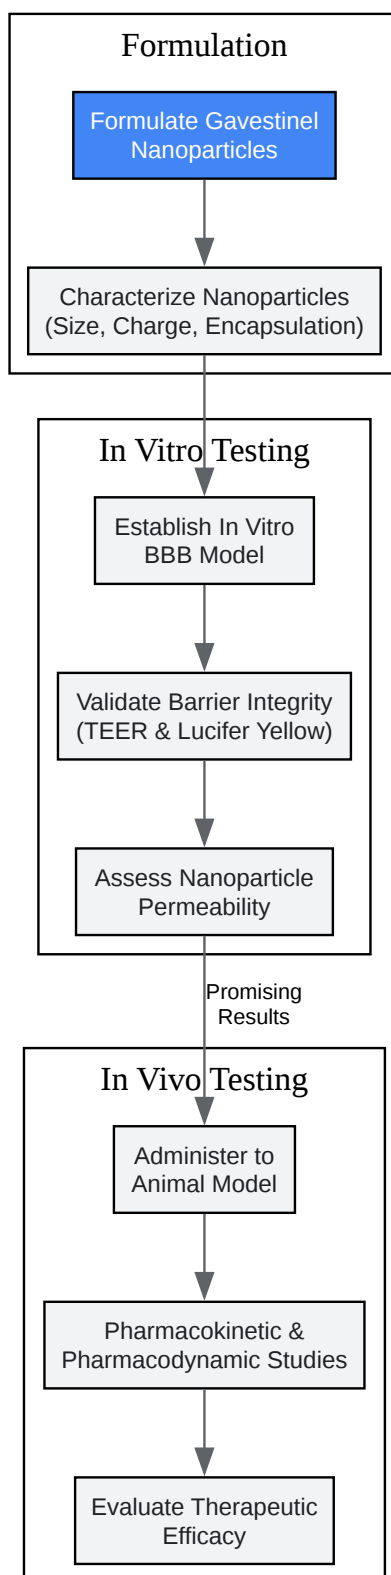 Formulation
Formulate Gavestinel
Nanoparticles
Characterize Nanoparticles
(Size, Charge, Encapsulation)
In Vitro Testing
Establish In Vitro
BBB Model
Validate Barrier Integrity
(TEER & Lucifer Yellow)
Assess Nanoparticle
Permeability
Promising
Results
In Vivo Testing
Administer to
Animal Model
Pharmacokinetic &
Pharmacodynamic Studies
Evaluate Therapeutic
Efficacy